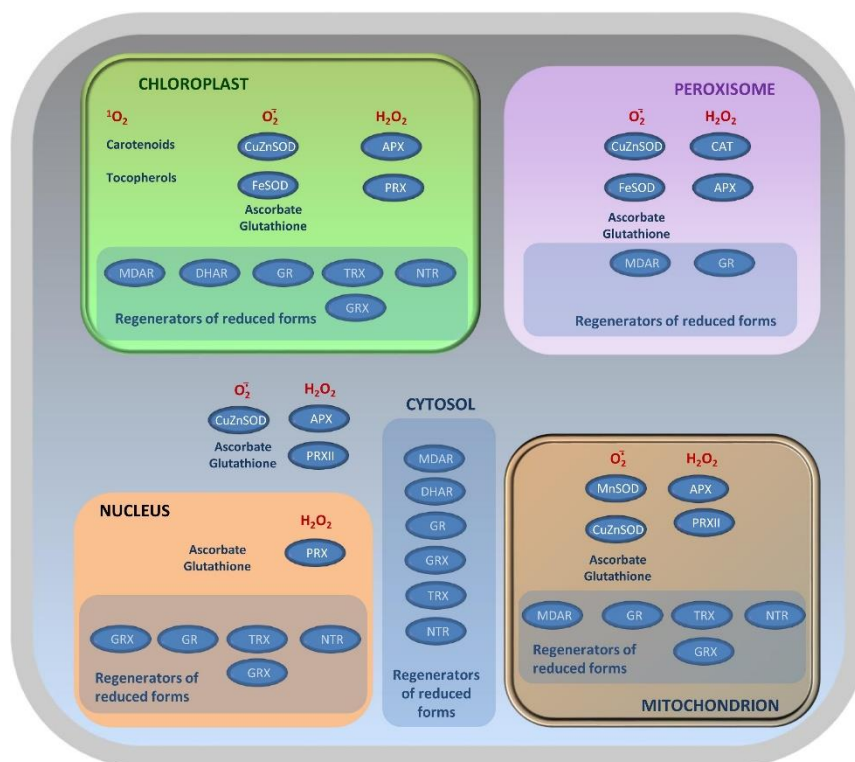 CHLOROPLAST
¹O₂ O₂⁻ H₂O₂
Carotenoids CuZnSOD APX
Tocopherols FeSOD PRX
Ascorbate
Glutathione
MDAR DHAR GR TRX NTR
GRX
Regenerators of reduced forms
PEROXISOME
O₂⁻ H₂O₂
CuZnSOD CAT
FeSOD APX
Ascorbate
Glutathione
MDAR GR
Regenerators of reduced forms
O₂⁻ H₂O₂
CuZnSOD APX
Ascorbate
Glutathione PRXII
CYTOSOL
MDAR
DHAR
GR
GRX
TRX
NTR
Regenerators
of reduced
forms
NUCLEUS
H₂O₂
Ascorbate
Glutathione PRX
GRX GR TRX NTR
GRX
Regenerators of
reduced forms
O₂⁻ H₂O₂
MnSOD APX
CuZnSOD PRXII
Ascorbate
Glutathione
MDAR GR TRX NTR
GRX
Regenerators of
reduced forms
MITOCHONDRION